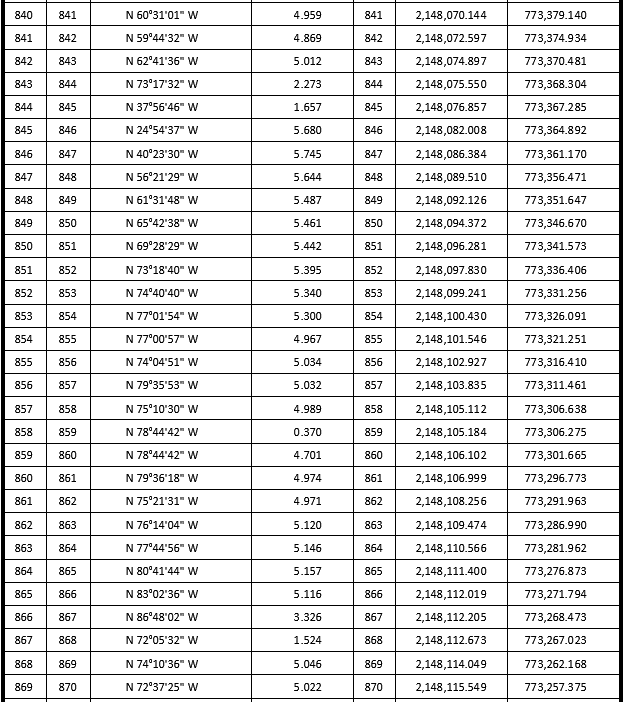 840 841 N 60°31'01" W 4.959 841 2,148,070.144 773,379.140
841 842 N 59°44'32" W 4.869 842 2,148,072.597 773,374.934
842 843 N 62°41'36" W 5.012 843 2,148,074.897 773,370.481
843 844 N 73°17'32" W 2.273 844 2,148,075.550 773,368.304
844 845 N 37°56'46" W 1.657 845 2,148,076.857 773,367.285
845 846 N 24°54'37" W 5.680 846 2,148,082.008 773,364.892
846 847 N 40°23'30" W 5.745 847 2,148,086.384 773,361.170
847 848 N 56°21'29" W 5.644 848 2,148,089.510 773,356.471
848 849 N 61°31'48" W 5.487 849 2,148,092.126 773,351.647
849 850 N 65°42'38" W 5.461 850 2,148,094.372 773,346.670
850 851 N 69°28'29" W 5.442 851 2,148,096.281 773,341.573
851 852 N 73°18'40" W 5.395 852 2,148,097.830 773,336.406
852 853 N 74°40'40" W 5.340 853 2,148,099.241 773,331.256
853 854 N 77°01'54" W 5.300 854 2,148,100.430 773,326.091
854 855 N 77°00'57" W 4.967 855 2,148,101.546 773,321.251
855 856 N 74°04'51" W 5.034 856 2,148,102.927 773,316.410
856 857 N 79°35'53" W 5.032 857 2,148,103.835 773,311.461
857 858 N 75°10'30" W 4.989 858 2,148,105.112 773,306.638
858 859 N 78°44'42" W 0.370 859 2,148,105.184 773,306.275
859 860 N 78°44'42" W 4.701 860 2,148,106.102 773,301.665
860 861 N 79°36'18" W 4.974 861 2,148,106.999 773,296.773
861 862 N 75°21'31" W 4.971 862 2,148,108.256 773,291.963
862 863 N 76°14'04" W 5.120 863 2,148,109.474 773,286.990
863 864 N 77°44'56" W 5.146 864 2,148,110.566 773,281.962
864 865 N 80°41'44" W 5.157 865 2,148,111.400 773,276.873
865 866 N 83°02'36" W 5.116 866 2,148,112.019 773,271.794
866 867 N 86°48'02" W 3.326 867 2,148,112.205 773,268.473
867 868 N 72°05'32" W 1.524 868 2,148,112.673 773,267.023
868 869 N 74°10'36" W 5.046 869 2,148,114.049 773,262.168
869 870 N 72°37'25" W 5.022 870 2,148,115.549 773,257.375